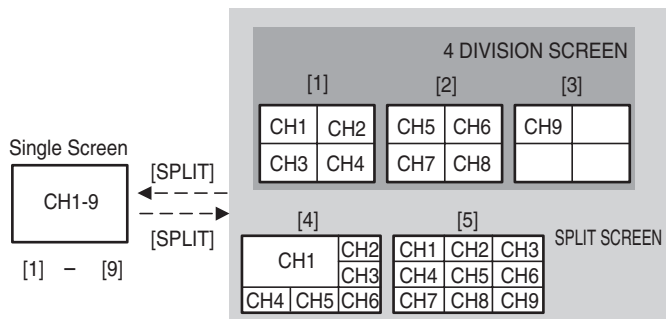 4 DIVISION SCREEN
[1] [2] [3]
CH1 CH2 CH5 CH6 CH9
CH3 CH4 CH7 CH8
Single Screen
CH1-9
[1] – [9]
[SPLIT]
[SPLIT]
[4] [5]
SPLIT SCREEN
CH1 CH2 CH1 CH2 CH3
CH3 CH4 CH5 CH6
CH4 CH5 CH6 CH7 CH8 CH9